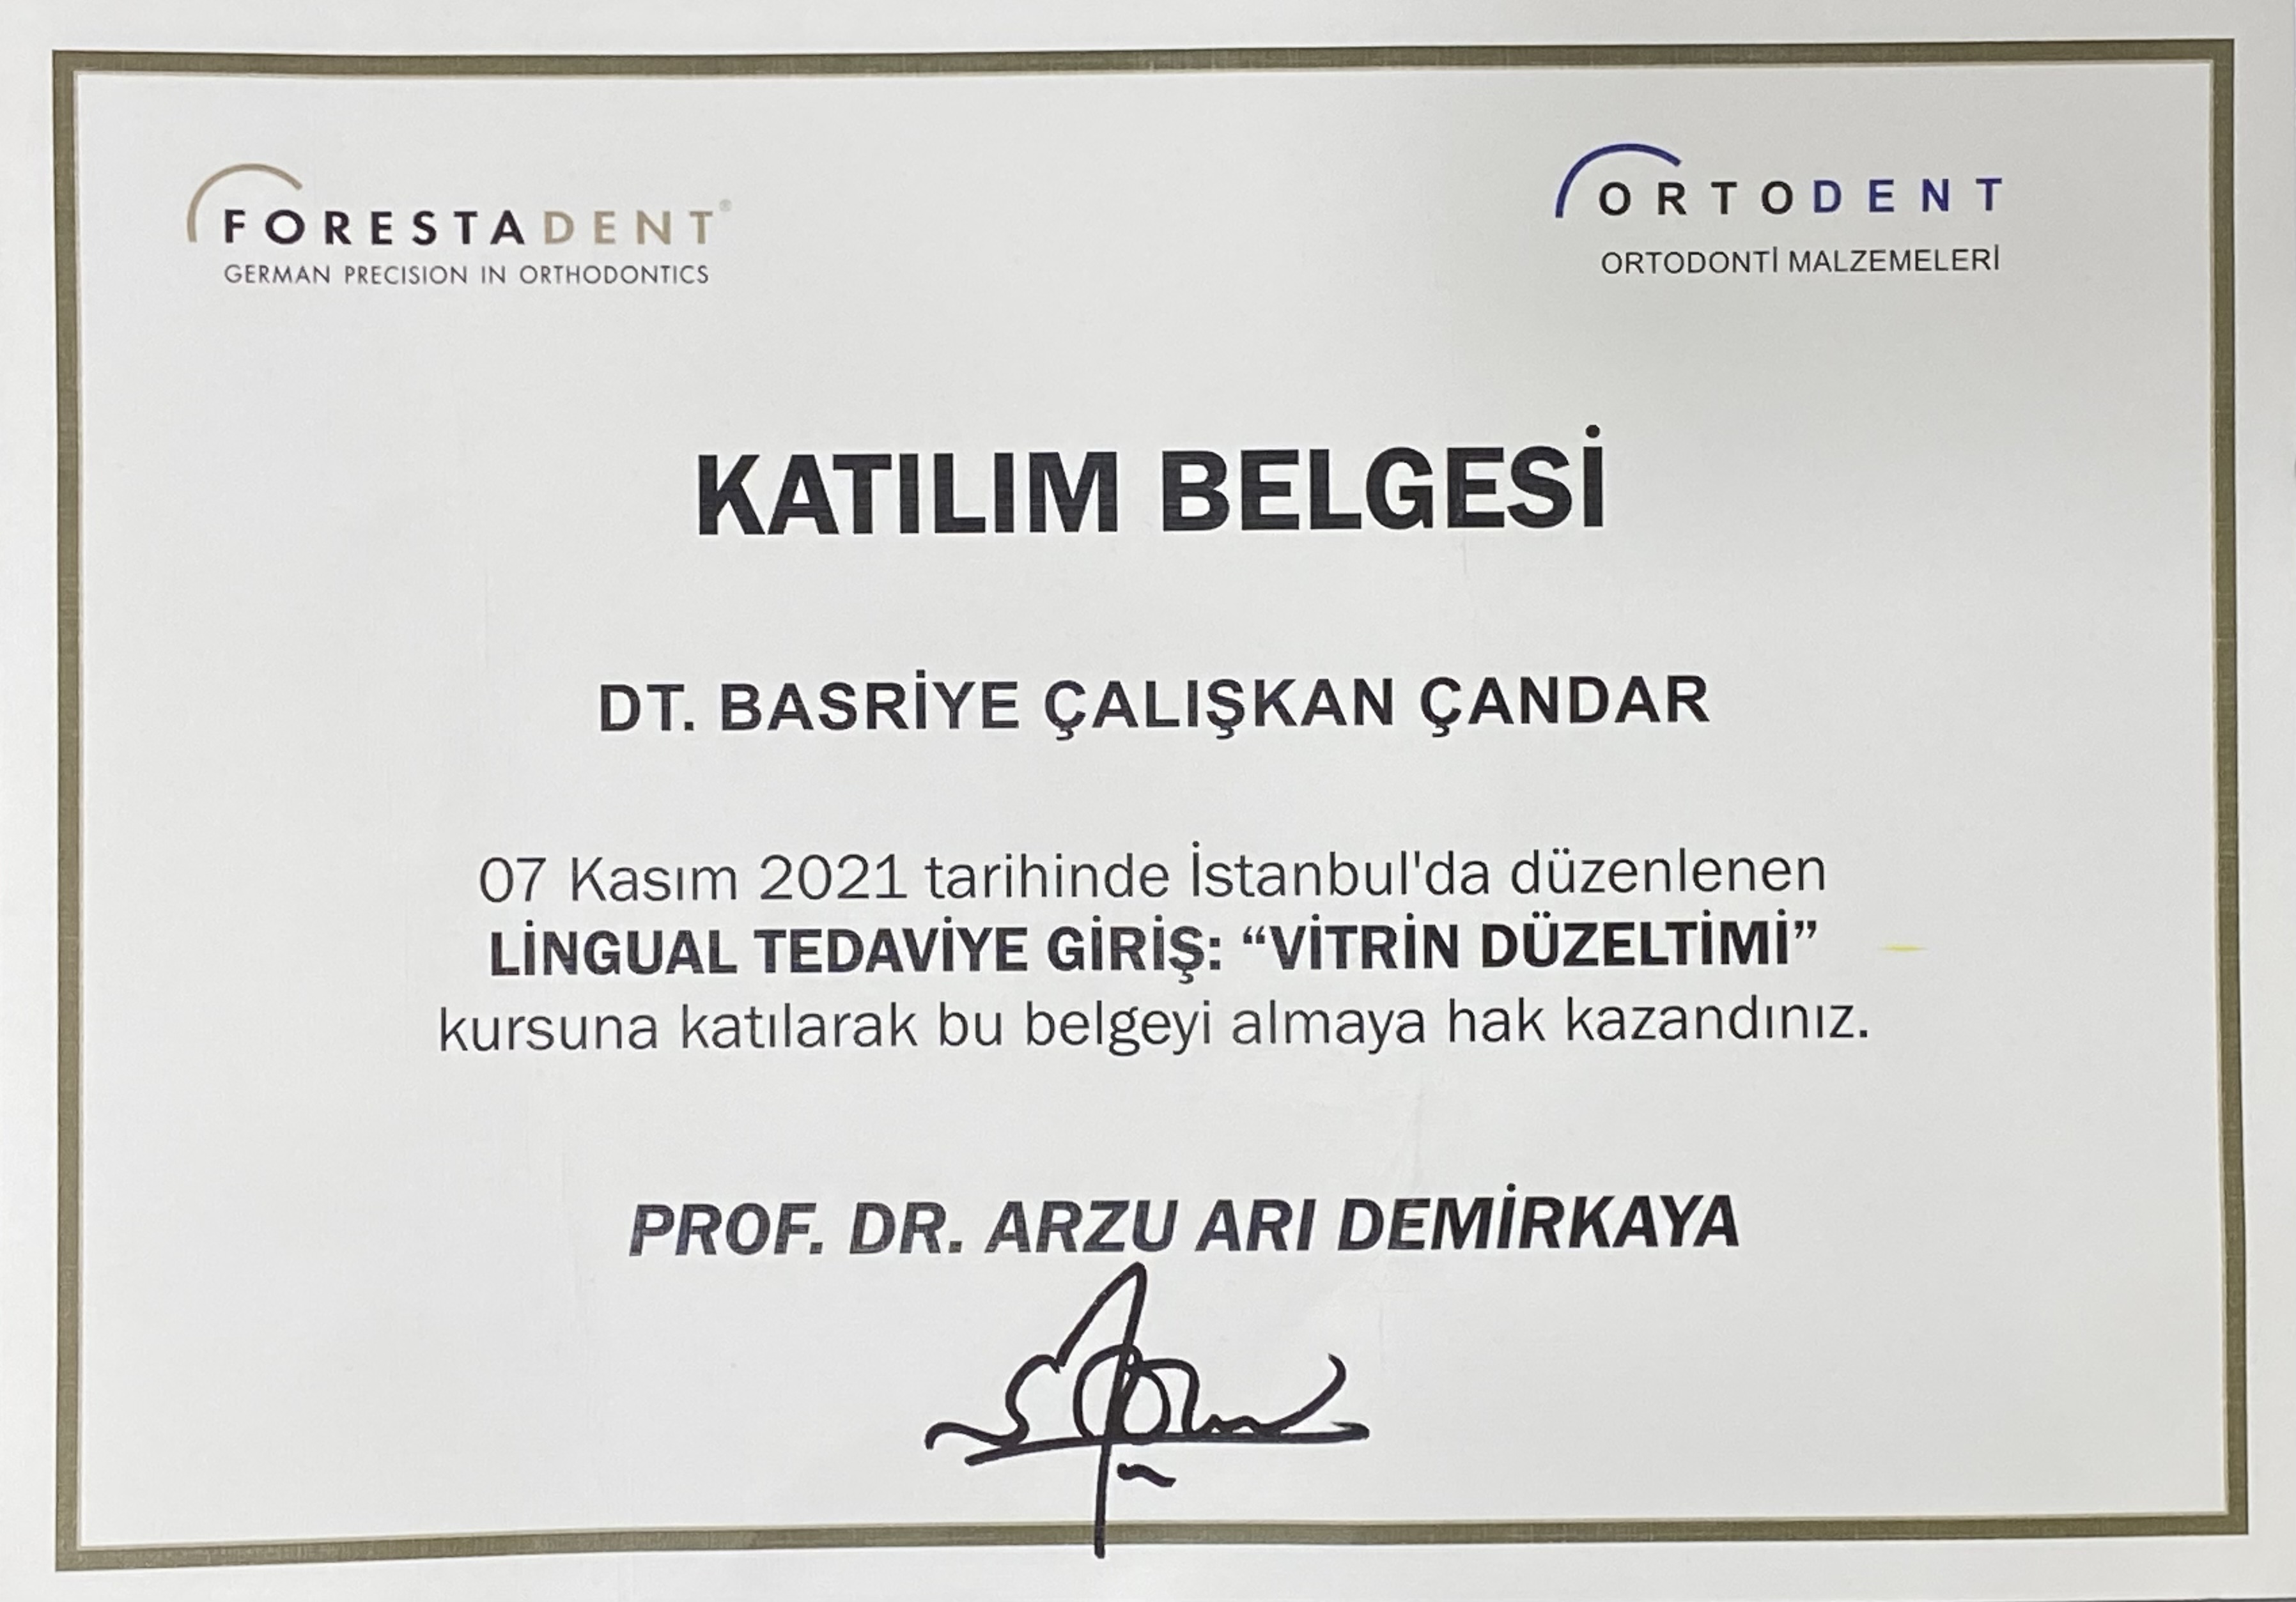 FORESTADENT®
GERMAN PRECISION IN ORTHODONTICS
ORTODENT
ORTODONTİ MALZEMELERİ
KATILIM BELGESİ
DT. BASRİYE ÇALIŞKAN ÇANDAR
07 Kasım 2021 tarihinde İstanbul'da düzenlenen
LİNGUAL TEDAVİYE GİRİŞ: “VİTRİN DÜZELTİMİ”
kursuna katılarak bu belgeyi almaya hak kazandınız.
PROF. DR. ARZU ARI DEMİRKAYA